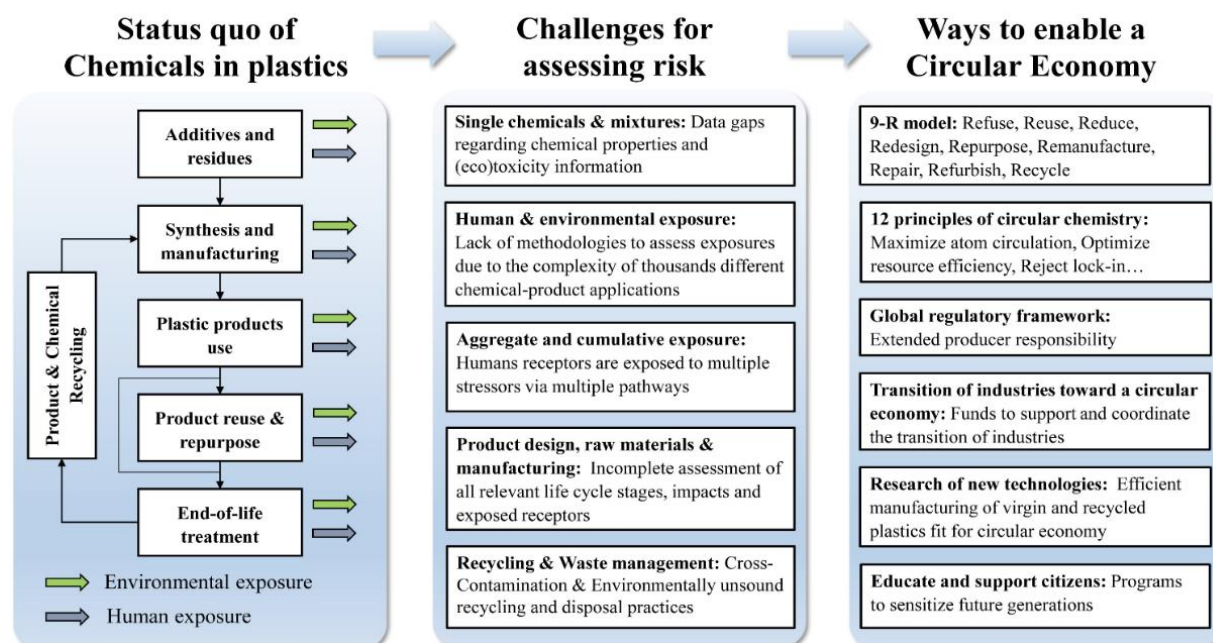 Status quo of
Chemicals in plastics
Additives and
residues
Synthesis and
manufacturing
Plastic products
use
Product reuse &
repurpose
End-of-life
treatment
Product & Chemical
Recycling
Environmental exposure
Human exposure
Challenges for
assessing risk
Single chemicals & mixtures: Data gaps
regarding chemical properties and
(eco)toxicity information
Human & environmental exposure:
Lack of methodologies to assess exposures
due to the complexity of thousands different
chemical-product applications
Aggregate and cumulative exposure:
Humans receptors are exposed to multiple
stressors via multiple pathways
Product design, raw materials &
manufacturing: Incomplete assessment of
all relevant life cycle stages, impacts and
exposed receptors
Recycling & Waste management: Cross-
Contamination & Environmentally unsound
recycling and disposal practices
Ways to enable a
Circular Economy
9-R model: Refuse, Reuse, Reduce,
Redesign, Repurpose, Remanufacture,
Repair, Refurbish, Recycle
12 principles of circular chemistry:
Maximize atom circulation, Optimize
resource efficiency, Reject lock-in…
Global regulatory framework:
Extended producer responsibility
Transition of industries toward a circular
economy: Funds to support and coordinate
the transition of industries
Research of new technologies: Efficient
manufacturing of virgin and recycled
plastics fit for circular economy
Educate and support citizens: Programs
to sensitize future generations